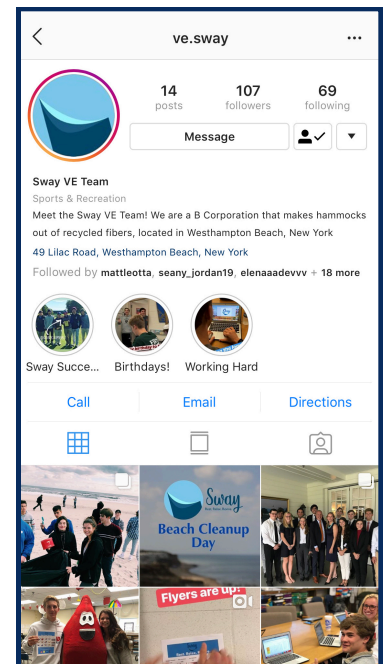 ve.sway
14 107 69
posts followers following
Message
Sway VE Team
Sports & Recreation
Meet the Sway VE Team! We are a B Corporation that makes hammocks
out of recycled fibers, located in Westhampton Beach, New York
49 Lilac Road, Westhampton Beach, New York
Followed by mattleotta, seany_jordan19, elenaaadevvv + 18 more
Sway Succe... Birthdays! Working Hard
Call Email Directions
Sway
Beach Cleanup
Day
Flyers are up!